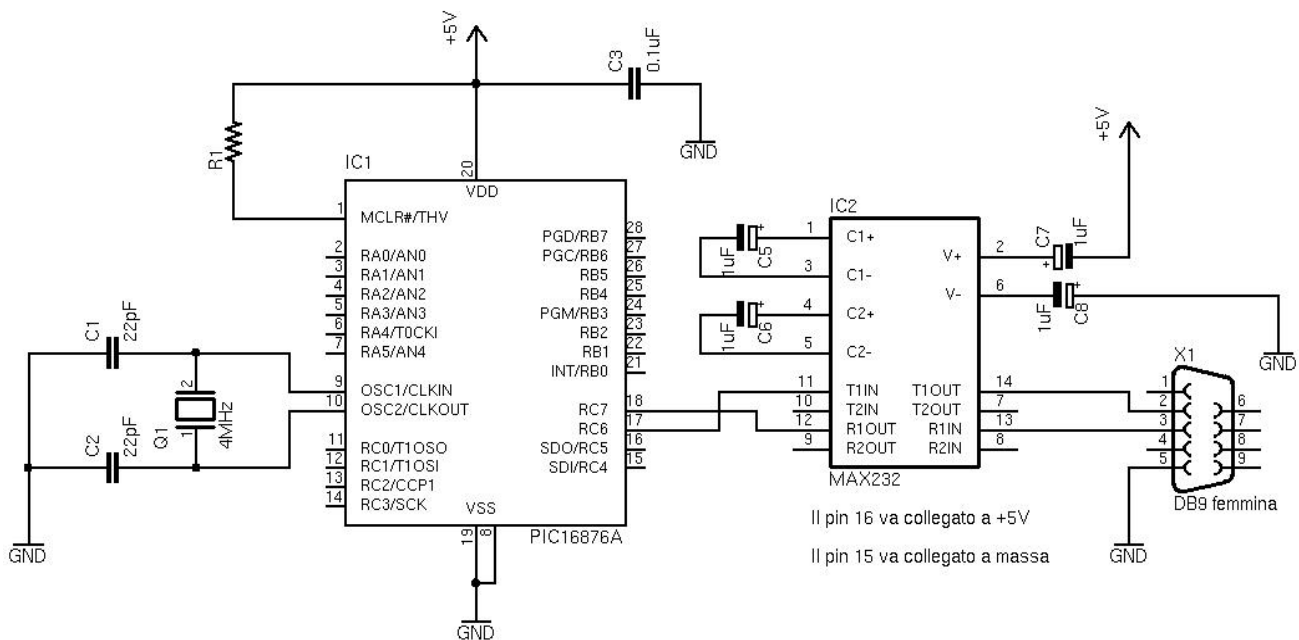 +5V
C3
0.1uF
GND
R1
IC1
20
VDD
1
MCLR#/THV
2
RA0/AN0
3
RA1/AN1
4
RA2/AN2
5
RA3/AN3
6
RA4/T0CKI
7
RA5/AN4
9
OSC1/CLKIN
10
OSC2/CLKOUT
11
RC0/T1OSO
12
RC1/T1OSI
13
RC2/CCP1
14
RC3/SCK
PGD/RB7
28
PGC/RB6
27
RB5
26
RB4
25
PGM/RB3
24
RB2
23
RB1
22
INT/RB0
21
RC7
18
RC6
17
SDO/RC5
16
SDI/RC4
15
VSS
19
8
PIC16876A
GND
C1
22pF
C2
22pF
Q1
2
1
4MHz
GND
IC2
1
C1+
3
C1-
4
C2+
5
C2-
11
T1IN
10
T2IN
12
R1OUT
9
R2OUT
V+
2
V-
6
T1OUT
14
T2OUT
7
R1IN
13
R2IN
8
MAX232
+
1uF
C5
+
1uF
C6
C7
1uF
+
+5V
+
1uF
C8
GND
X1
1
2
3
4
5
6
7
8
9
DB9 femmina
GND
Il pin 16 va collegato a +5V
Il pin 15 va collegato a massa